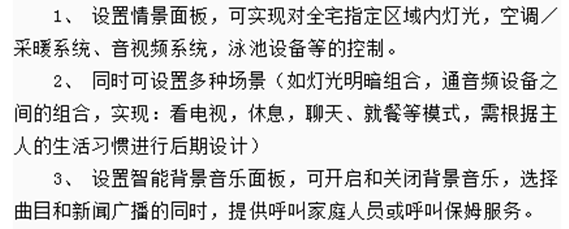 1、 设置情景面板，可实现对全宅指定区域内灯光，空调／
采暖系统、音视频系统，泳池设备等的控制。
2、 同时可设置多种场景（如灯光明暗组合，通音频设备之
间的组合，实现：看电视，休息，聊天、就餐等模式，需根据主
人的生活习惯进行后期设计）
3、 设置智能背景音乐面板，可开启和关闭背景音乐，选择
曲目和新闻广播的同时，提供呼叫家庭人员或呼叫保姆服务。